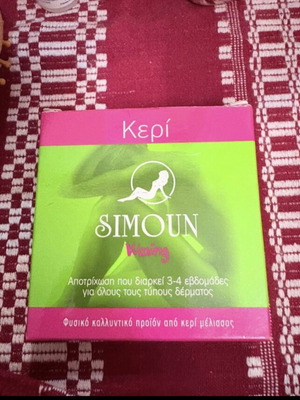 Κερί
SIMOUN
Waxing
Αποτρίχωση που διαρκεί 3-4 εβδομάδες
για όλους τους τύπους δέρματος
Φυσικό καλλυντικό προϊόν από κερί μέλισσας